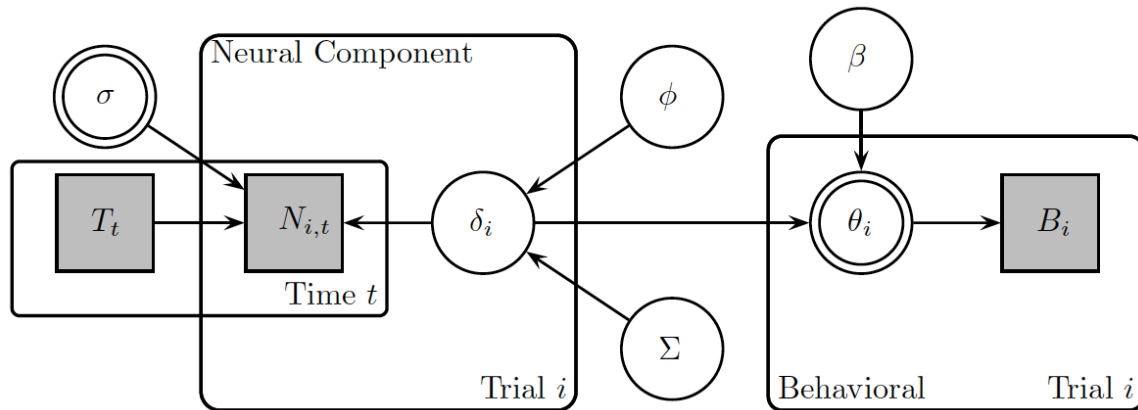 Neural Component
σ
ϕ
β
T_t
N_{i,t}
δ_i
θ_i
B_i
Time t
Σ
Trial i
Behavioral
Trial i